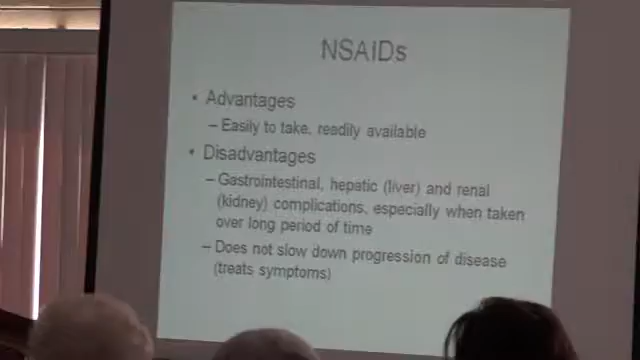 NSAIDs
• Advantages
– Easily to take, readily available
• Disadvantages
– Gastrointestinal, hepatic (liver) and renal
(kidney) complications, especially when taken
over long period of time
– Does not slow down progression of disease
(treats symptoms)